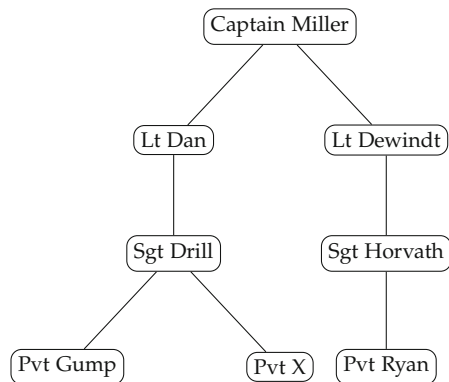 Captain Miller
Lt Dan
Lt Dewindt
Sgt Drill
Sgt Horvath
Pvt Gump
Pvt X
Pvt Ryan